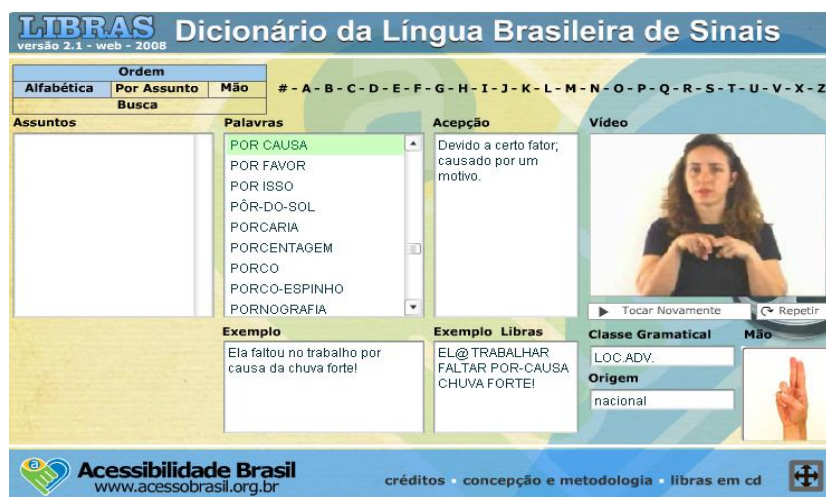 LIBRAS
versão 2.1 - web - 2008
Dicionário da Língua Brasileira de Sinais
Ordem
Alfabética Por Assunto Mão
Busca
# - A - B - C - D - E - F - G - H - I - J - K - L - M - N - O - P - Q - R - S - T - U - V - X - Z
Assuntos
Palavras
POR CAUSA
POR FAVOR
POR ISSO
PÔR-DO-SOL
PORCARIA
PORCENTAGEM
PORCO
PORCO-ESPINHO
PORNOGRAFIA
Acepção
Devido a certo fator;
causado por um
motivo.
Vídeo
Tocar Novamente
Repetir
Exemplo
Ela faltou no trabalho por
causa da chuva forte!
Exemplo Libras
EL@ TRABALHAR
FALTAR POR-CAUSA
CHUVA FORTE!
Classe Gramatical
LOC.ADV.
Origem
nacional
Mão
Acessibilidade Brasil
www.acessobrasil.org.br
créditos - concepção e metodologia - libras em cd